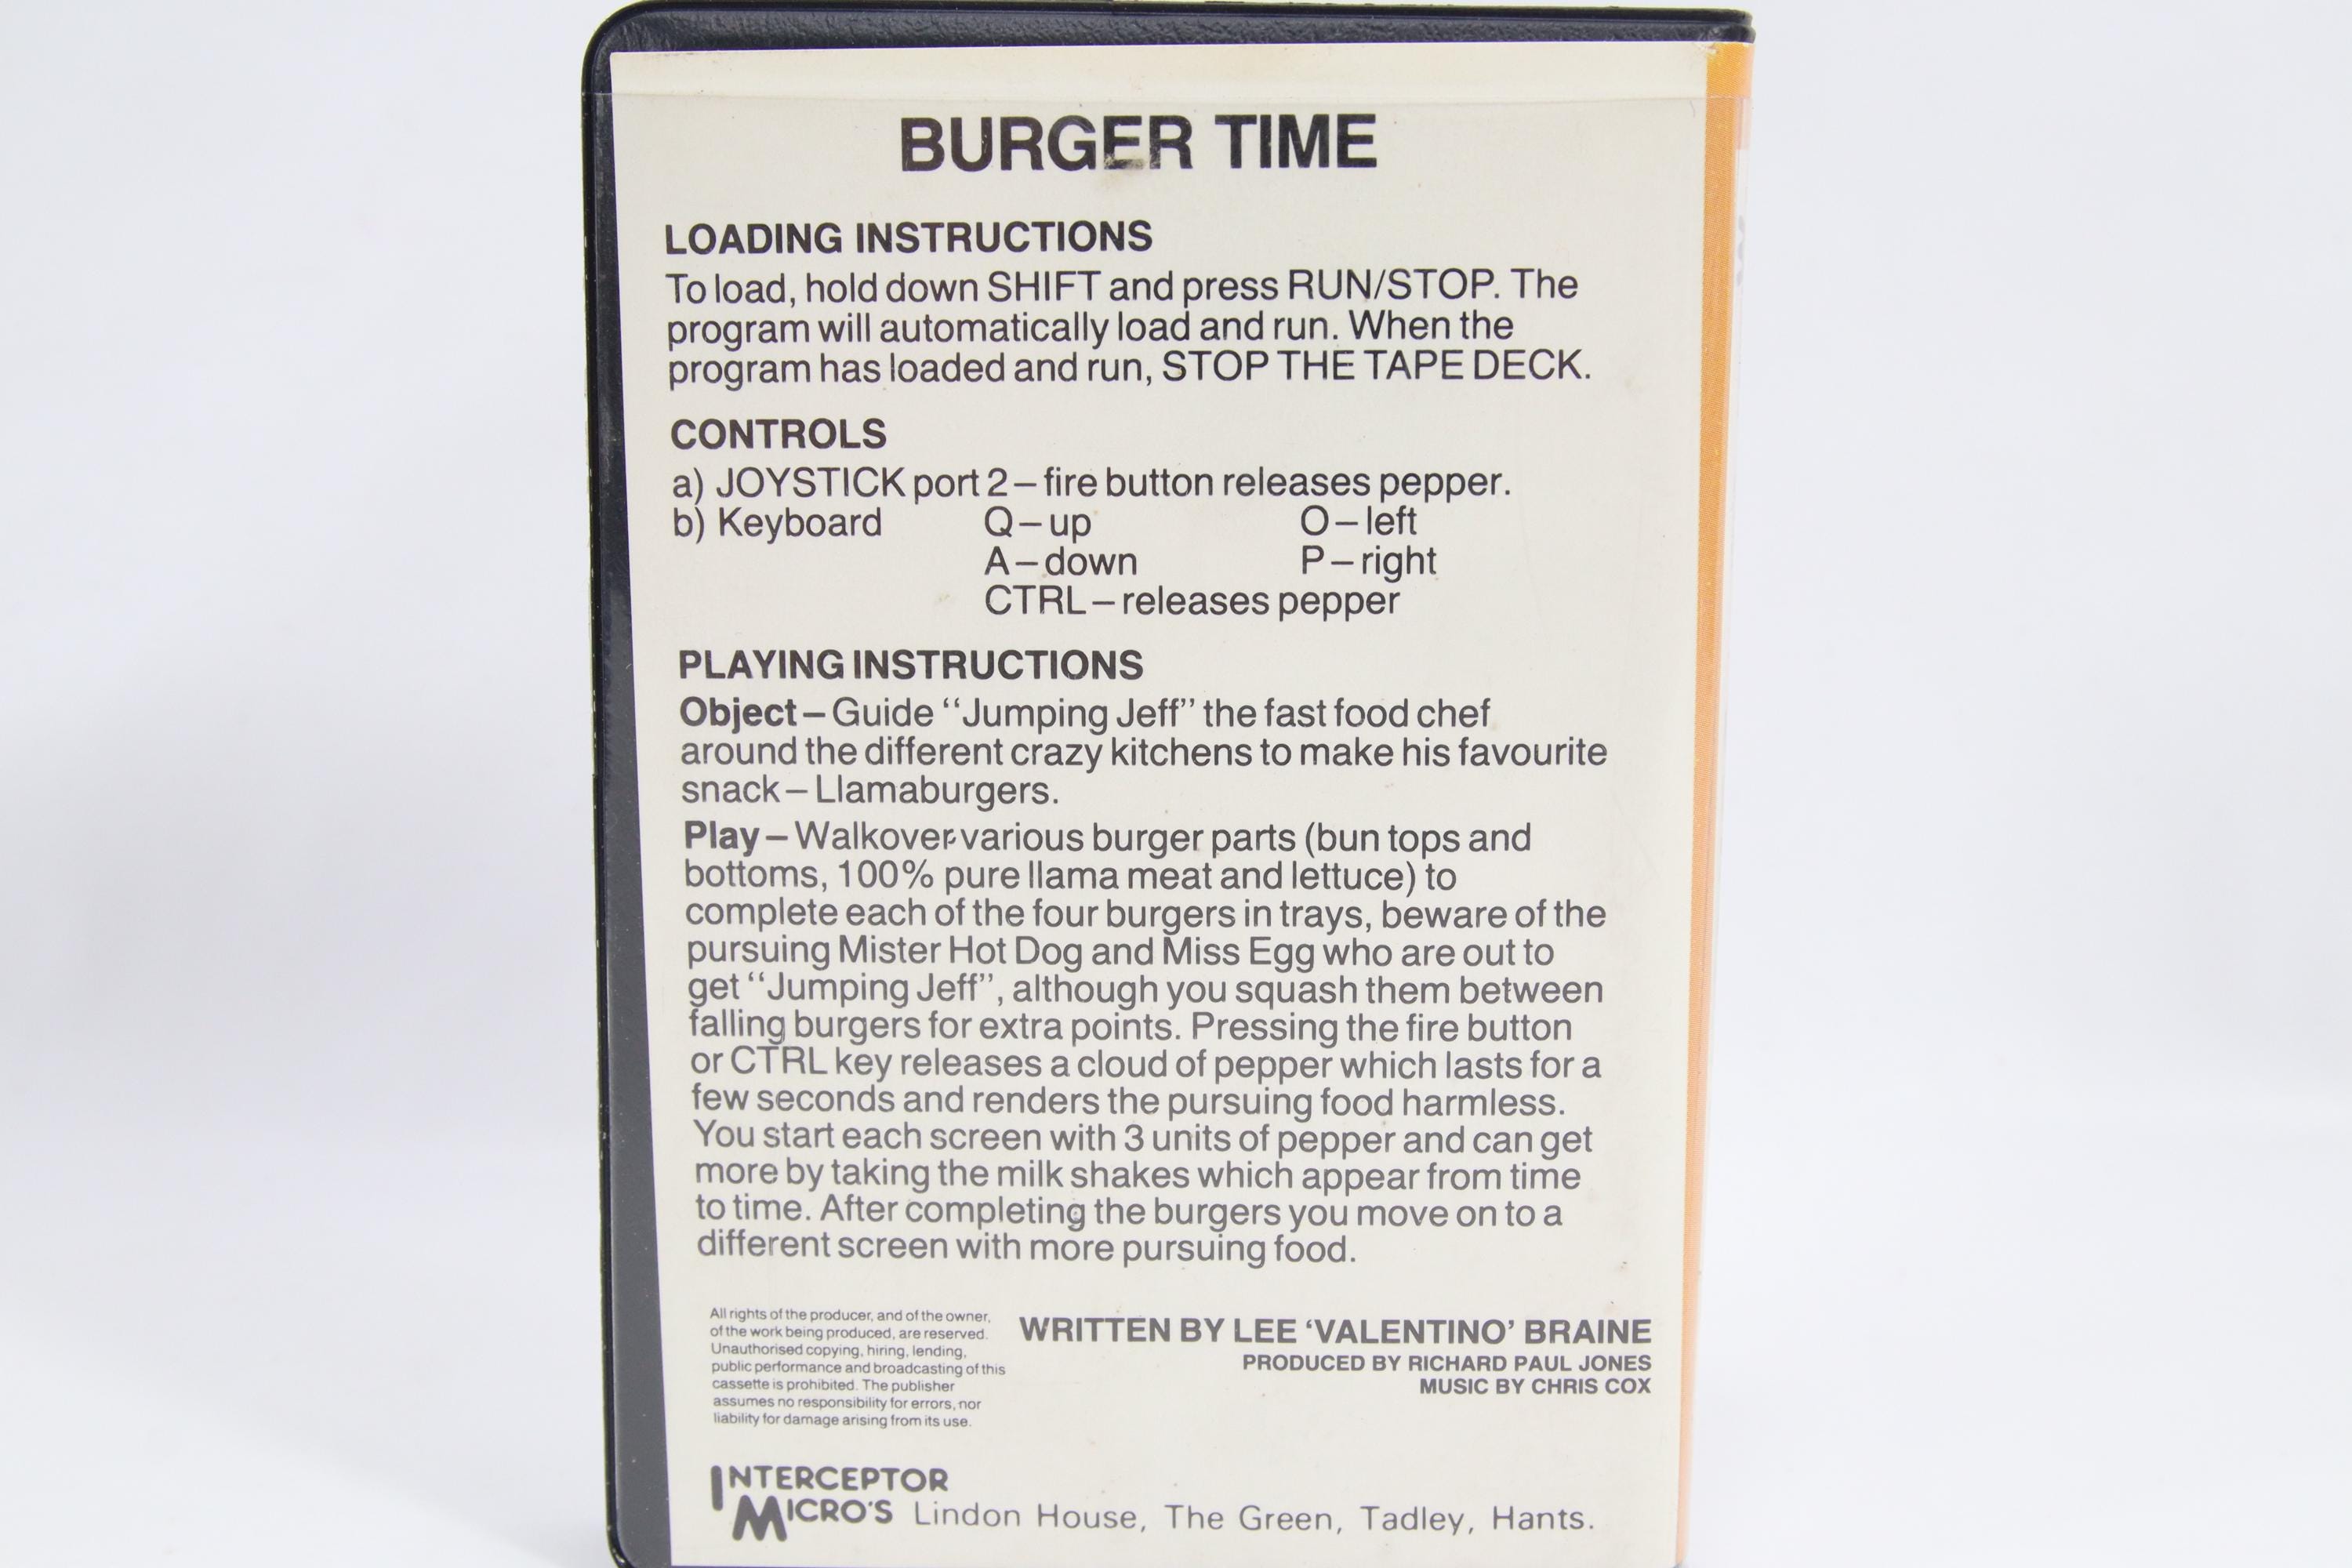 BURGER TIME
LOADING INSTRUCTIONS
To load, hold down SHIFT and press RUN/STOP. The
program will automatically load and run. When the
program has loaded and run, STOP THE TAPE DECK.
CONTROLS
a) JOYSTICK port 2 – fire button releases pepper.
b) Keyboard Q – up O – left
A – down P – right
CTRL – releases pepper
PLAYING INSTRUCTIONS
Object – Guide “Jumping Jeff” the fast food chef
around the different crazy kitchens to make his favourite
snack – Llamaburgers.
Play – Walk over various burger parts (bun tops and
bottoms, 100% pure llama meat and lettuce) to
complete each of the four burgers in trays, beware of the
pursuing Mister Hot Dog and Miss Egg who are out to
get “Jumping Jeff”, although you squash them between
falling burgers for extra points. Pressing the fire button
or CTRL key releases a cloud of pepper which lasts for a
few seconds and renders the pursuing food harmless.
You start each screen with 3 units of pepper and can get
more by taking the milk shakes which appear from time
to time. After completing the burgers you move on to a
different screen with more pursuing food.
All rights of the producer, and of the owner,
of the work being produced, are reserved.
Unauthorised copying, hiring, lending,
public performance and broadcasting of this
cassette is prohibited. The publisher
assumes no responsibility for errors, nor
liability for damage arising from its use.
WRITTEN BY LEE ‘VALENTINO’ BRAINE
PRODUCED BY RICHARD PAUL JONES
MUSIC BY CHRIS COX
INTERCEPTOR
MICRO'S Lindon House, The Green, Tadley, Hants.